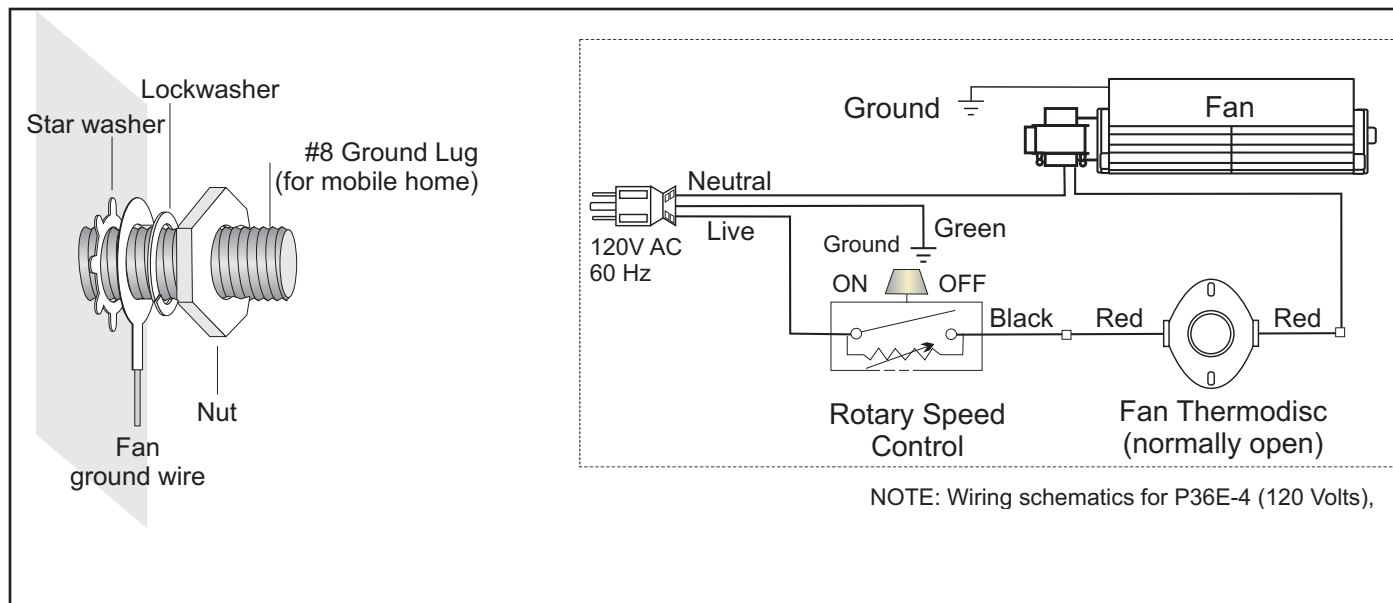 Lockwasher
Star washer
#8 Ground Lug
(for mobile home)
Nut
Fan
ground wire
Ground
Fan
Neutral
Live
Green
Ground
120V AC
60 Hz
ON
OFF
Black
Red
Red
Rotary Speed
Control
Fan Thermodisc
(normally open)
NOTE: Wiring schematics for P36E-4 (120 Volts),